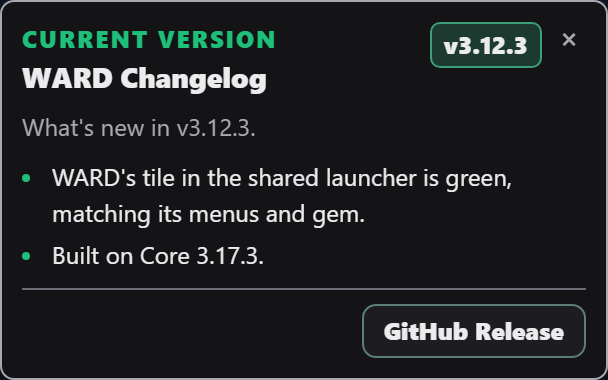 CURRENT VERSION
v3.12.3
×
WARD Changelog
What's new in v3.12.3.
• WARD's tile in the shared launcher is green,
matching its menus and gem.
• Built on Core 3.17.3.
GitHub Release